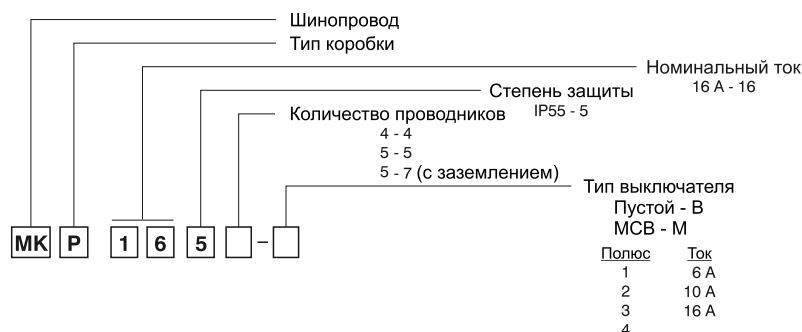 Шинопровод
Тип коробки
Номинальный ток
16 А - 16
Степень защиты
IP55 - 5
Количество проводников
4 - 4
5 - 5
5 - 7 (с заземлением)
Тип выключателя
Пустой - B
MCB - M
Полюс Ток
1 6 A
2 10 A
3 16 A
4
MK P 1 6 5 -